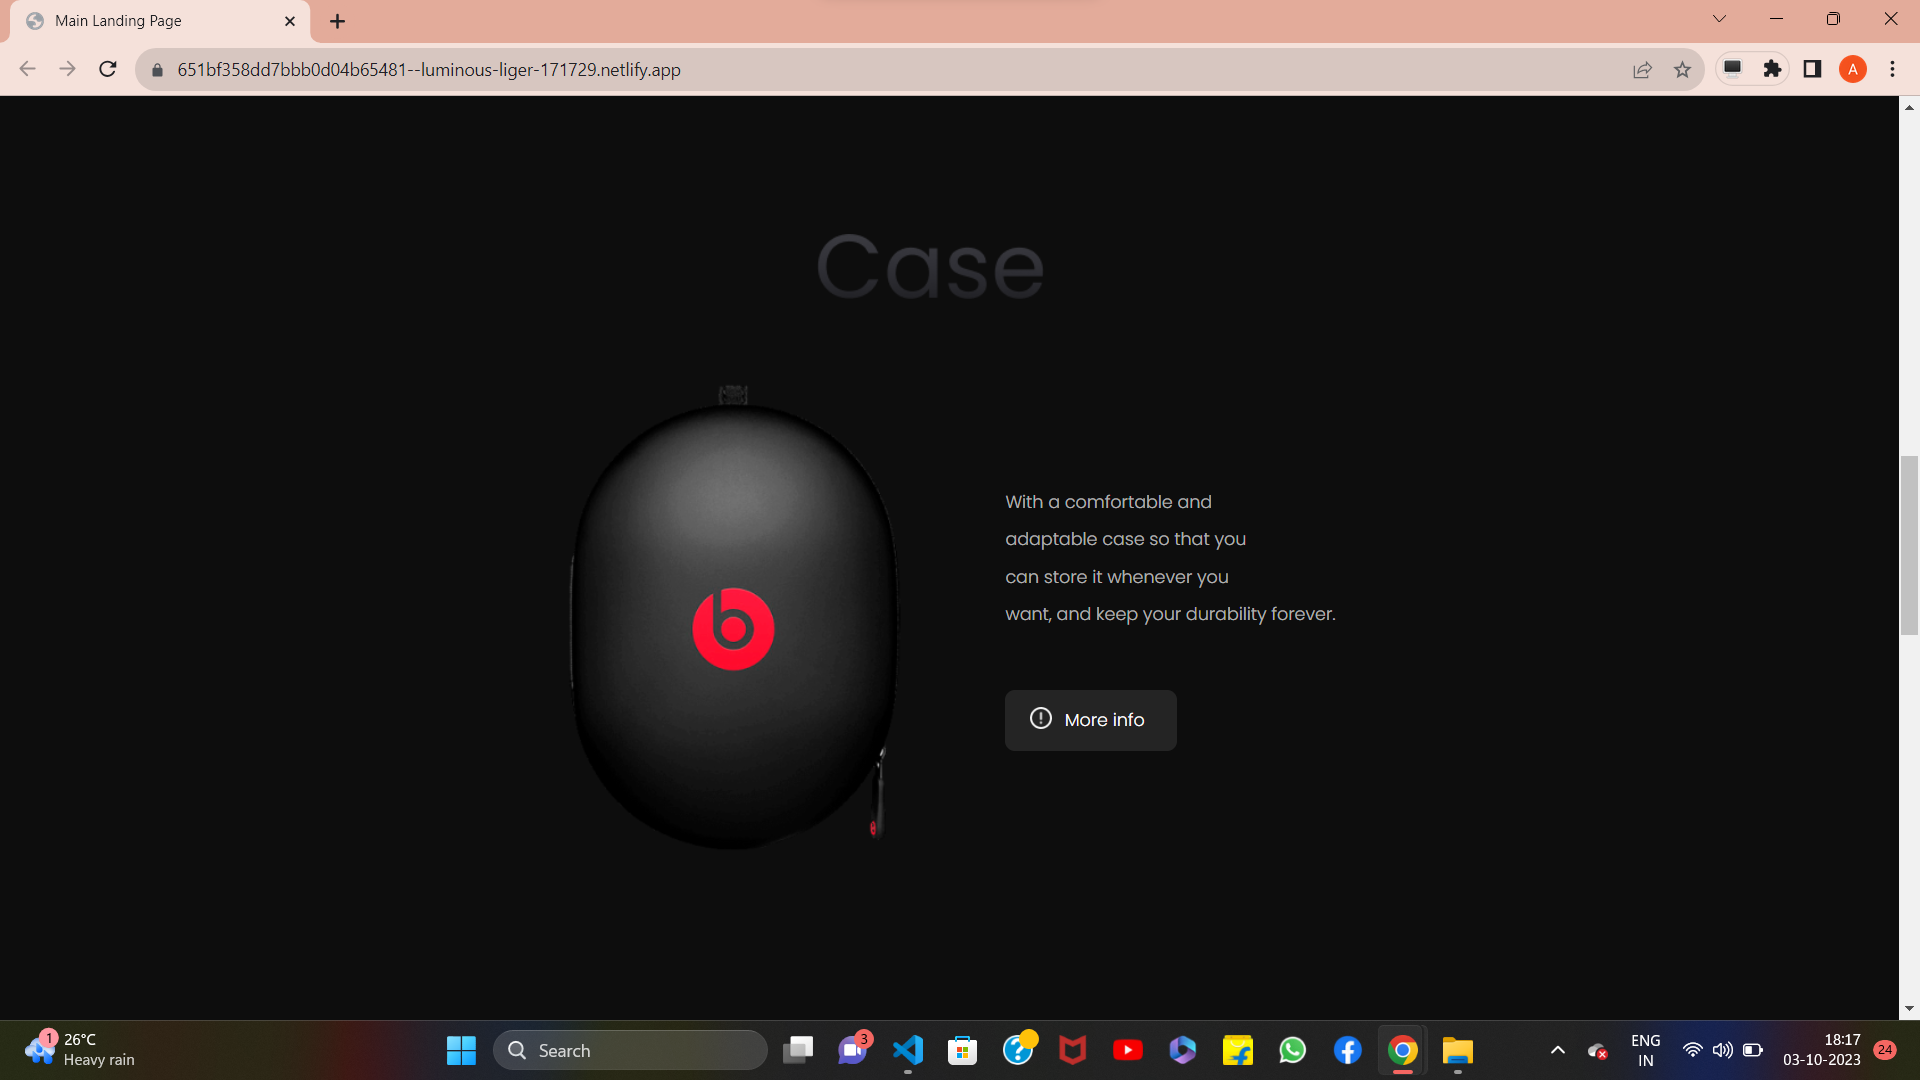 Main Landing Page
651bf358dd7bbb0d04b65481--luminous-liger-171729.netlify.app
A
Case
With a comfortable and
adaptable case so that you
can store it whenever you
want, and keep your durability forever.
b
More info
1
26°C
Heavy rain
Search
3
ENG
IN
18:17
03-10-2023
24